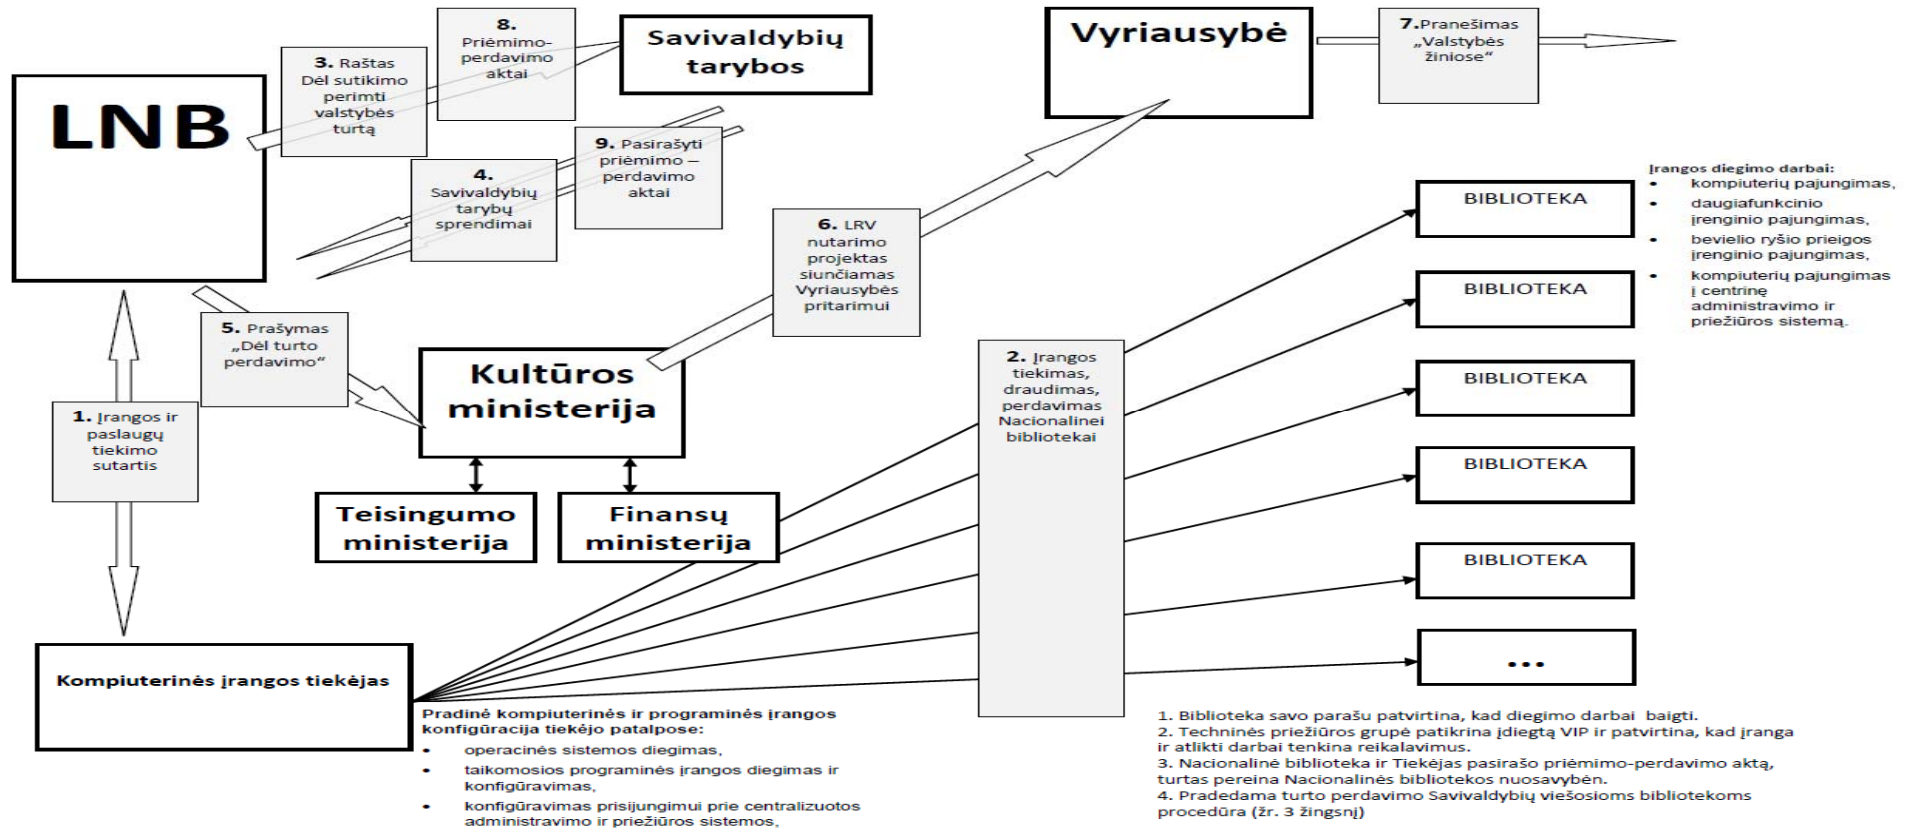 LNB
3. Raštas
Dėl sutikimo
perimti
valstybės
turtą
8.
Priėmimo-
perdavimo
aktai
Savivaldybių
tarybos
Vyriausybė
7.Pranešimas
„Valstybės
žiniose“
4.
Savivaldybių
tarybų
sprendimai
9. Pasirašyti
priėmimo –
perdavimo
aktai
6. LRV
nutarimo
projektas
siunčiamas
Vyriausybės
pritarimui
5. Prašymas
„Dėl turto
perdavimo“
Kultūros
ministerija
1. Įrangos ir
paslaugų
tiekimo
sutartis
Teisingumo
ministerija
Finansų
ministerija
2. Įrangos
tiekimas,
draudimas,
perdavimas
Nacionalinei
bibliotekai
BIBLIOTEKA
BIBLIOTEKA
BIBLIOTEKA
BIBLIOTEKA
BIBLIOTEKA
...
Įrangos diegimo darbai:
• kompiuterių pajungimas,
• daugiafunkcinio
įrenginio pajungimas,
• bevielio ryšio prieigos
įrenginio pajungimas,
• kompiuterių pajungimas
į centrinę
administravimo ir
priežiūros sistemą.
Kompiuterinės įrangos tiekėjas
Pradinė kompiuterinės ir programinės įrangos
konfigūracija tiekėjo patalpose:
• operacinės sistemos diegimas,
• taikomosios programinės įrangos diegimas ir
konfigūravimas,
• konfigūravimas prisijungimui prie centralizuotos
administravimo ir priežiūros sistemos,
1. Biblioteka savo parašu patvirtina, kad diegimo darbai baigti.
2. Techninės priežiūros grupė patikrina įdiegtą VIP ir patvirtina, kad įranga
ir atlikti darbai tenkina reikalavimus.
3. Nacionalinė biblioteka ir Tiekėjas pasirašo priėmimo-perdavimo aktą,
turtas pereina Nacionalinės bibliotekos nuosavybėn.
4. Pradedama turto perdavimo Savivaldybių viešosioms bibliotekoms
procedūra (žr. 3 žingsnį)